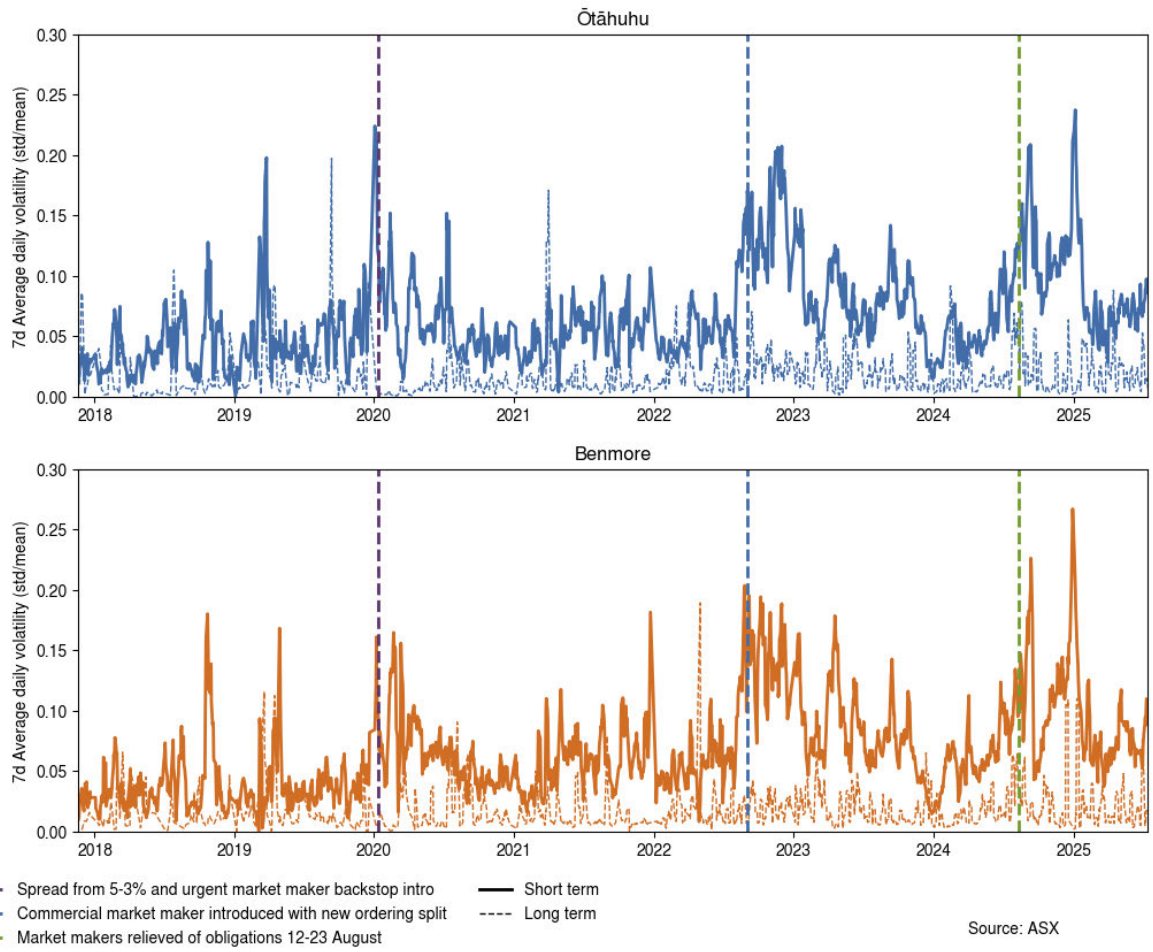 Ōtāhuhu
7d Average daily volatility (std/mean)
0.30
0.25
0.20
0.15
0.10
0.05
0.00
2018 2019 2020 2021 2022 2023 2024 2025
Benmore
7d Average daily volatility (std/mean)
0.30
0.25
0.20
0.15
0.10
0.05
0.00
2018 2019 2020 2021 2022 2023 2024 2025
Spread from 5-3% and urgent market maker backstop intro
Commercial market maker introduced with new ordering split
Market makers relieved of obligations 12-23 August
Short term
Long term
Source: ASX